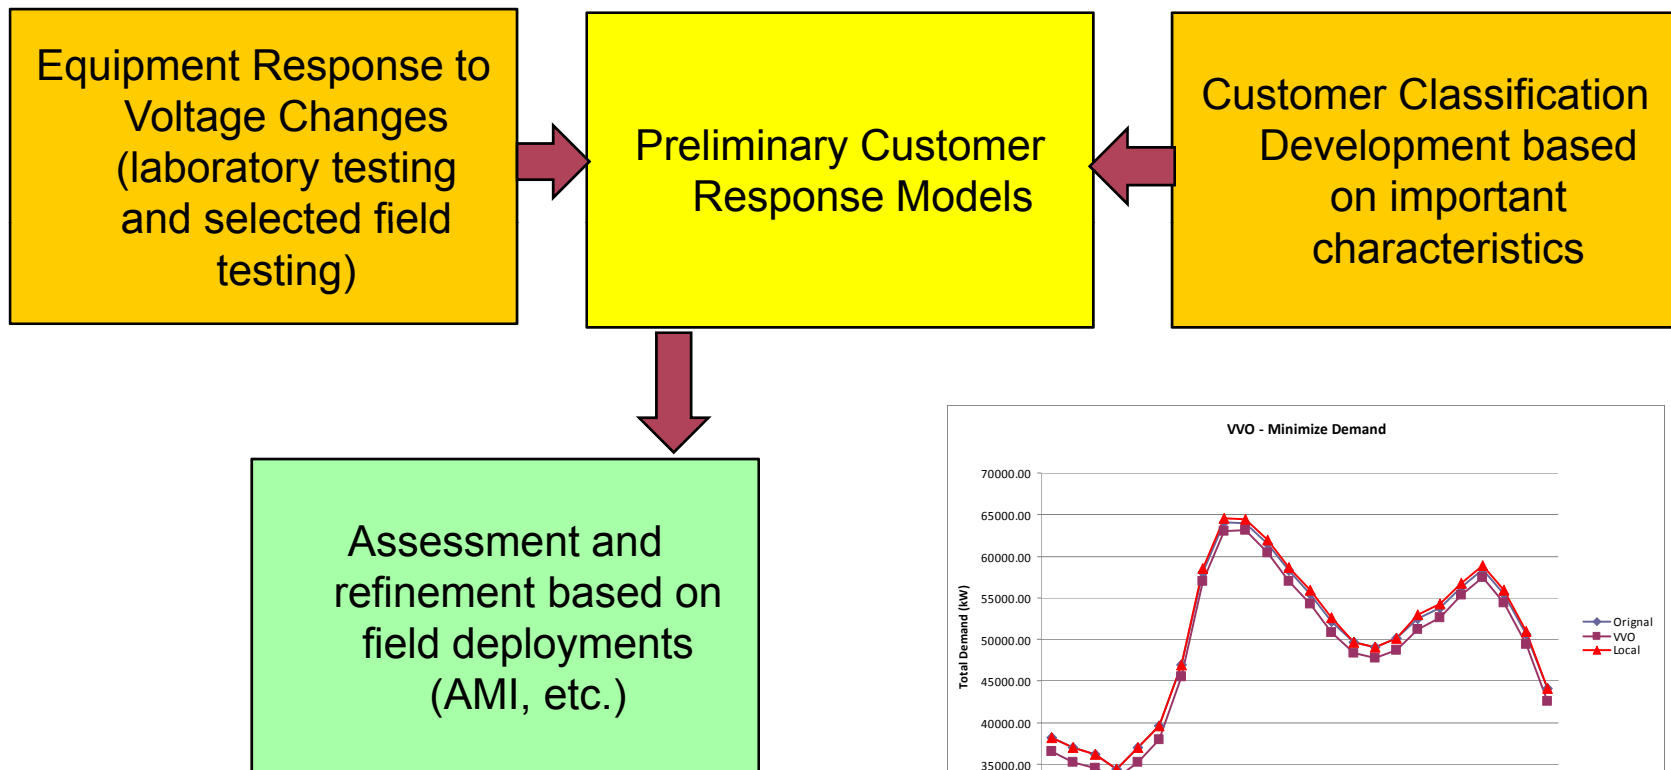 Equipment Response to
Voltage Changes
(laboratory testing
and selected field
testing)
Preliminary Customer
Response Models
Customer Classification
Development based
on important
characteristics
Assessment and
refinement based on
field deployments
(AMI, etc.)
VVO - Minimize Demand
Total Demand (kW)
70000.00
65000.00
60000.00
55000.00
50000.00
45000.00
40000.00
35000.00
Orignal
VVO
Local